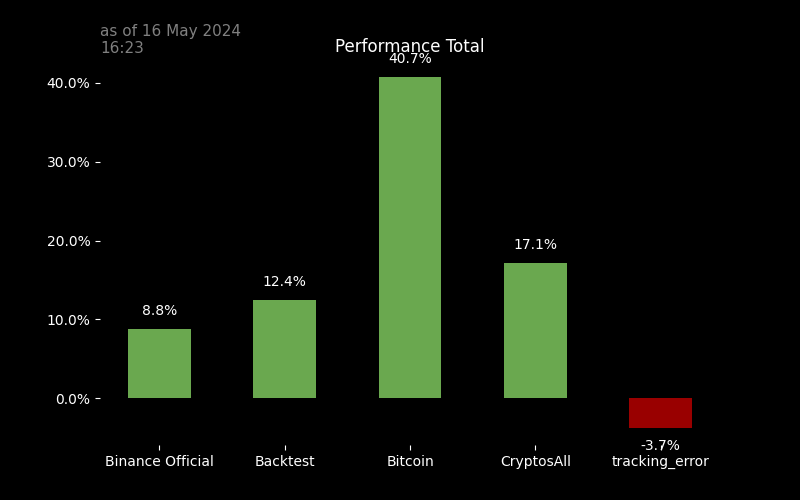 as of 16 May 2024
16:23
Performance Total
40.7%
40.0%
30.0%
20.0%
17.1%
12.4%
10.0%
8.8%
0.0%
-3.7%
Binance Official
Backtest
Bitcoin
CryptosAll
tracking_error